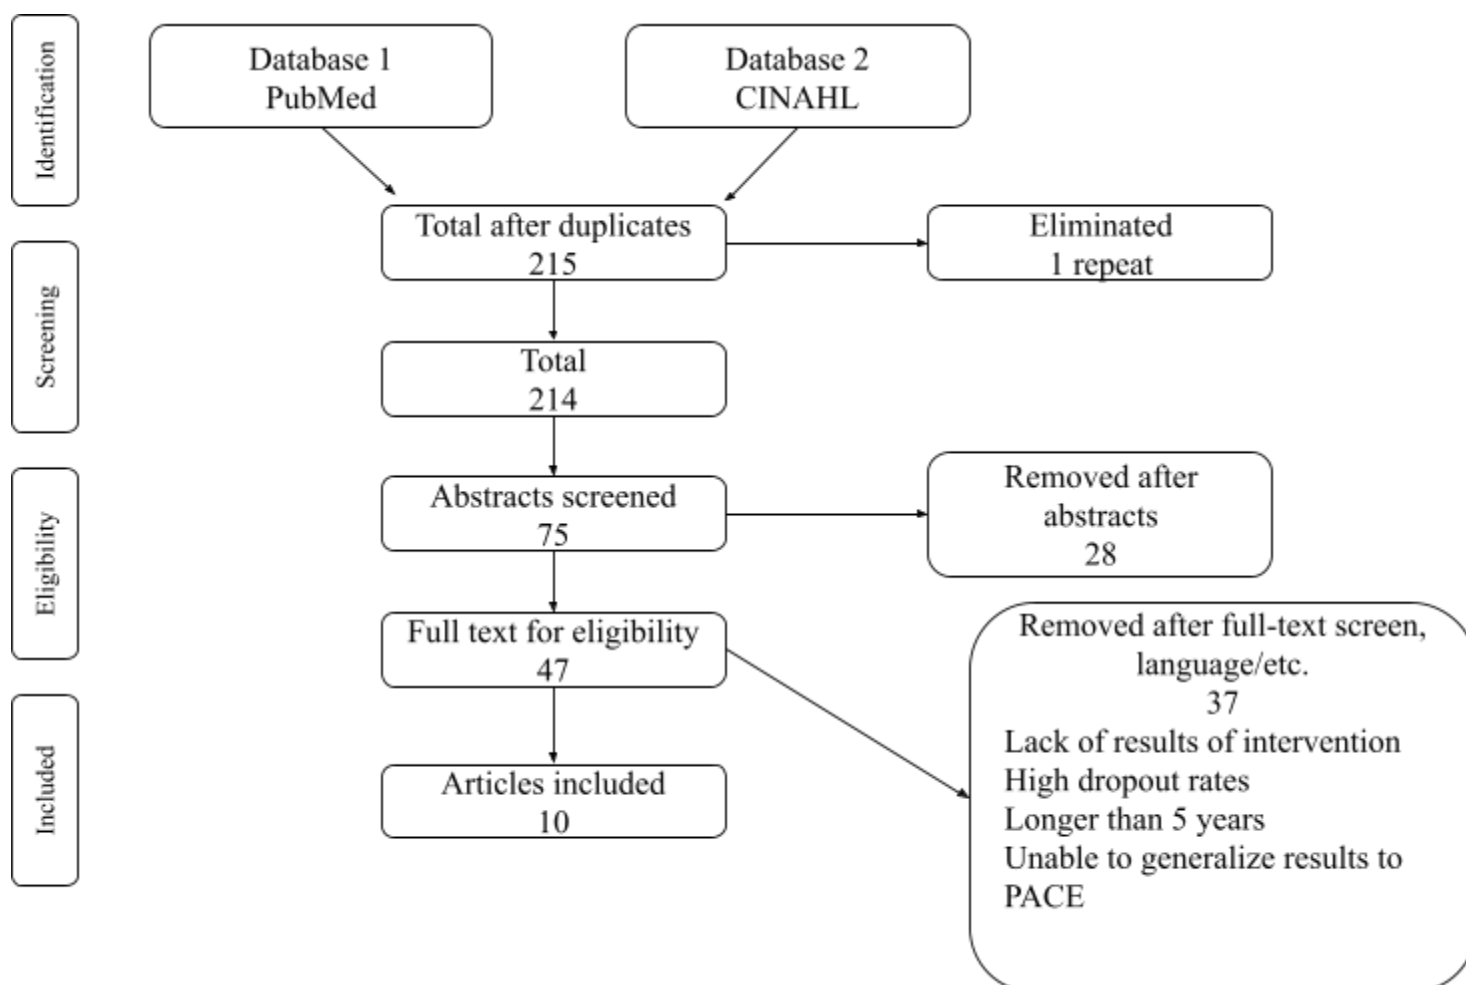 Identification
Database 1
PubMed
Database 2
CINAHL
Total after duplicates
215
Eliminated
1 repeat
Screening
Total
214
Abstracts screened
75
Removed after
abstracts
28
Eligibility
Full text for eligibility
47
Removed after full-text screen,
language/etc.
37
Lack of results of intervention
High dropout rates
Longer than 5 years
Unable to generalize results to
PACE
Included
Articles included
10